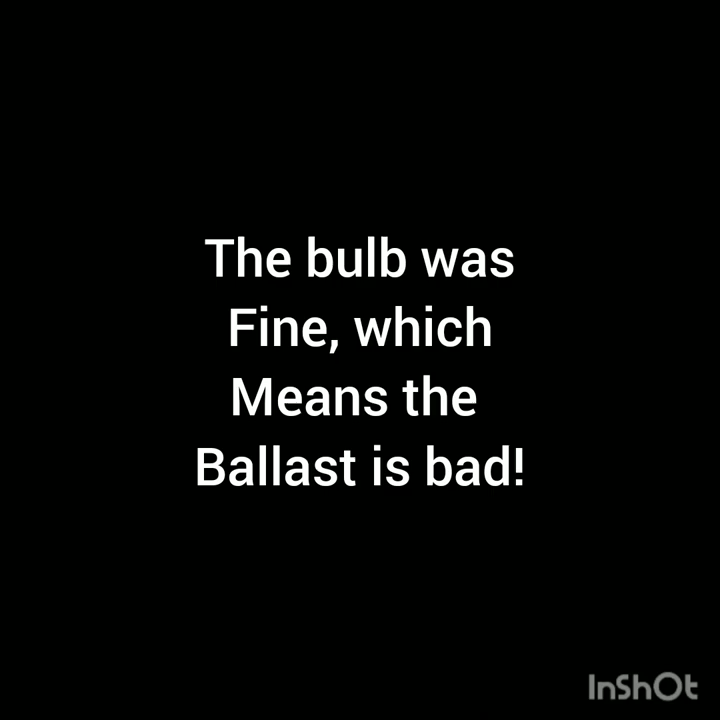 The bulb was
Fine, which
Means the
Ballast is bad!
InShOt